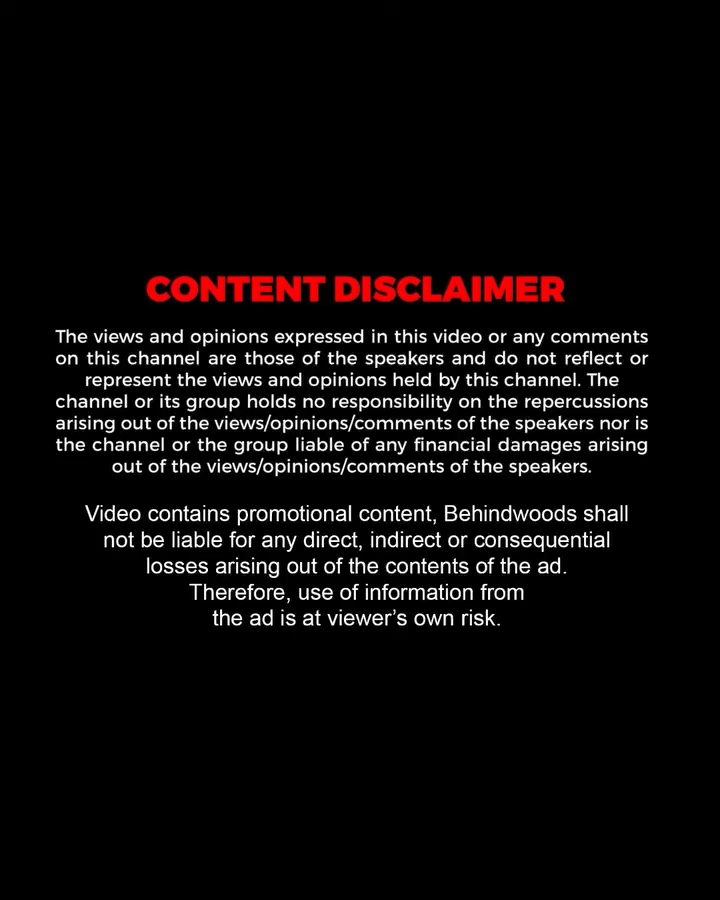 CONTENT DISCLAIMER
The views and opinions expressed in this video or any comments
on this channel are those of the speakers and do not reflect or
represent the views and opinions held by this channel. The
channel or its group holds no responsibility on the repercussions
arising out of the views/opinions/comments of the speakers nor is
the channel or the group liable of any financial damages arising
out of the views/opinions/comments of the speakers.
Video contains promotional content, Behindwoods shall
not be liable for any direct, indirect or consequential
losses arising out of the contents of the ad.
Therefore, use of information from
the ad is at viewer’s own risk.